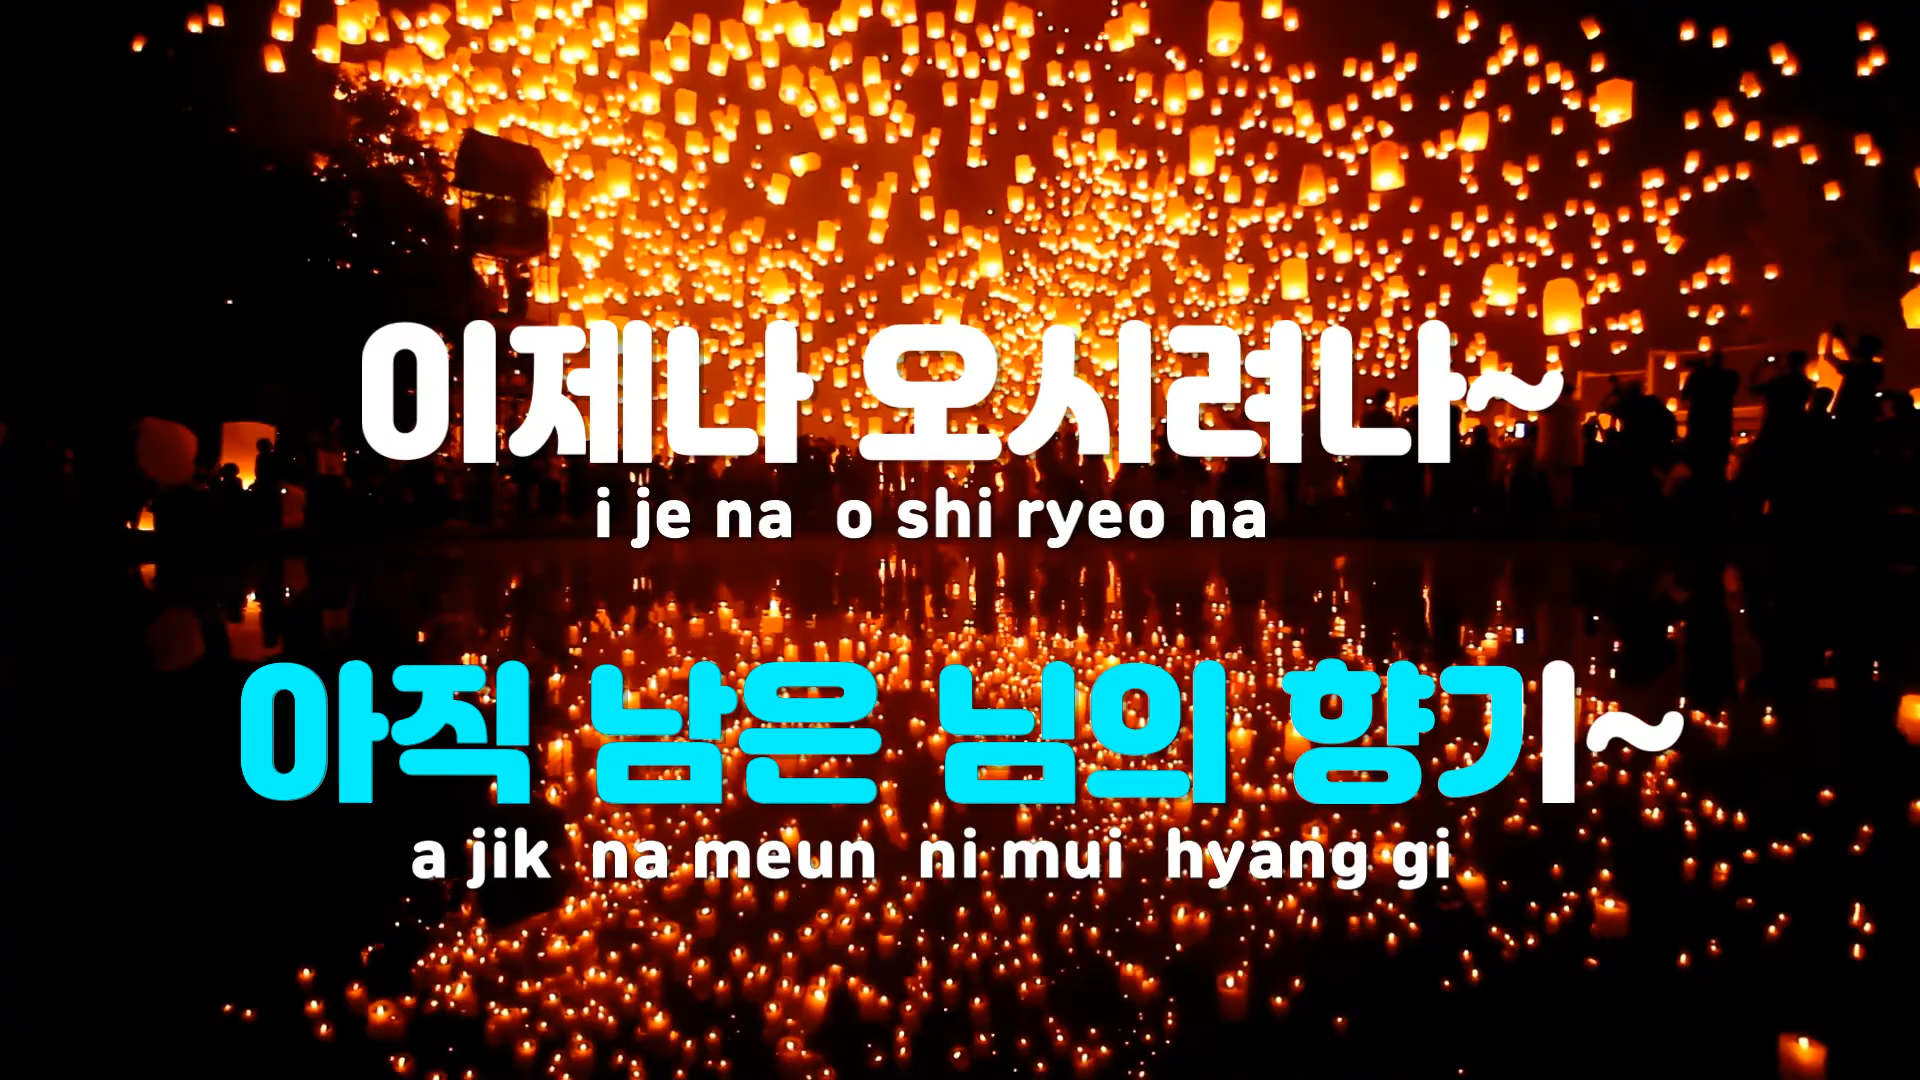 이제나 오시려나~
i je na o shi ryeo na
아직 남은 님의 향기~
a jik na meun ni mui hyang gi